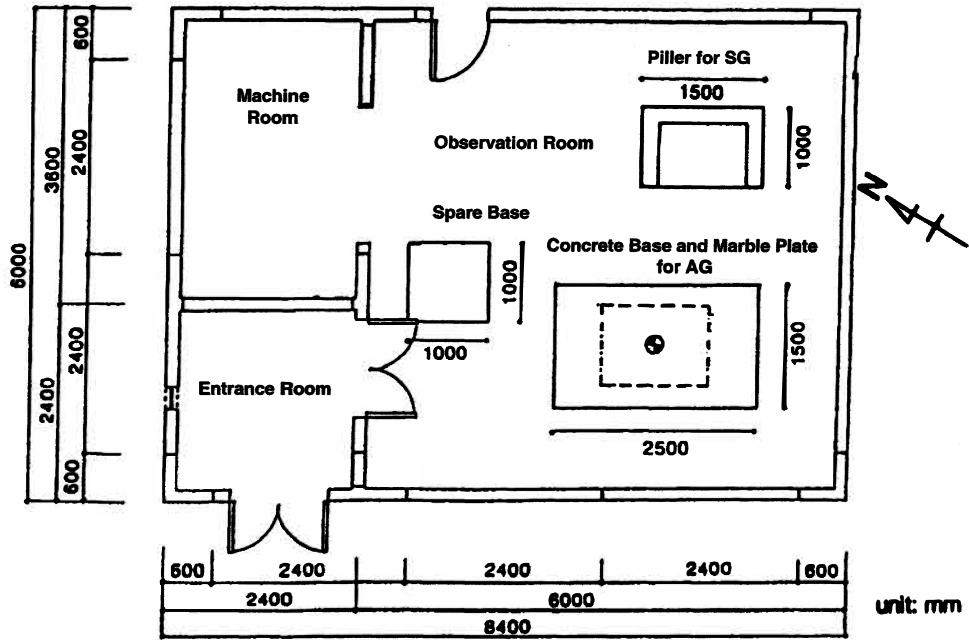 Piller for SG
1500
Machine
Room
Observation Room
1000
N
Spare Base
Concrete Base and Marble Plate
for AG
1000
1500
1000
Entrance Room
2500
600
2400
2400
600
3600
2400
6000
600
2400
2400
2400
600
2400
6000
8400
unit: mm